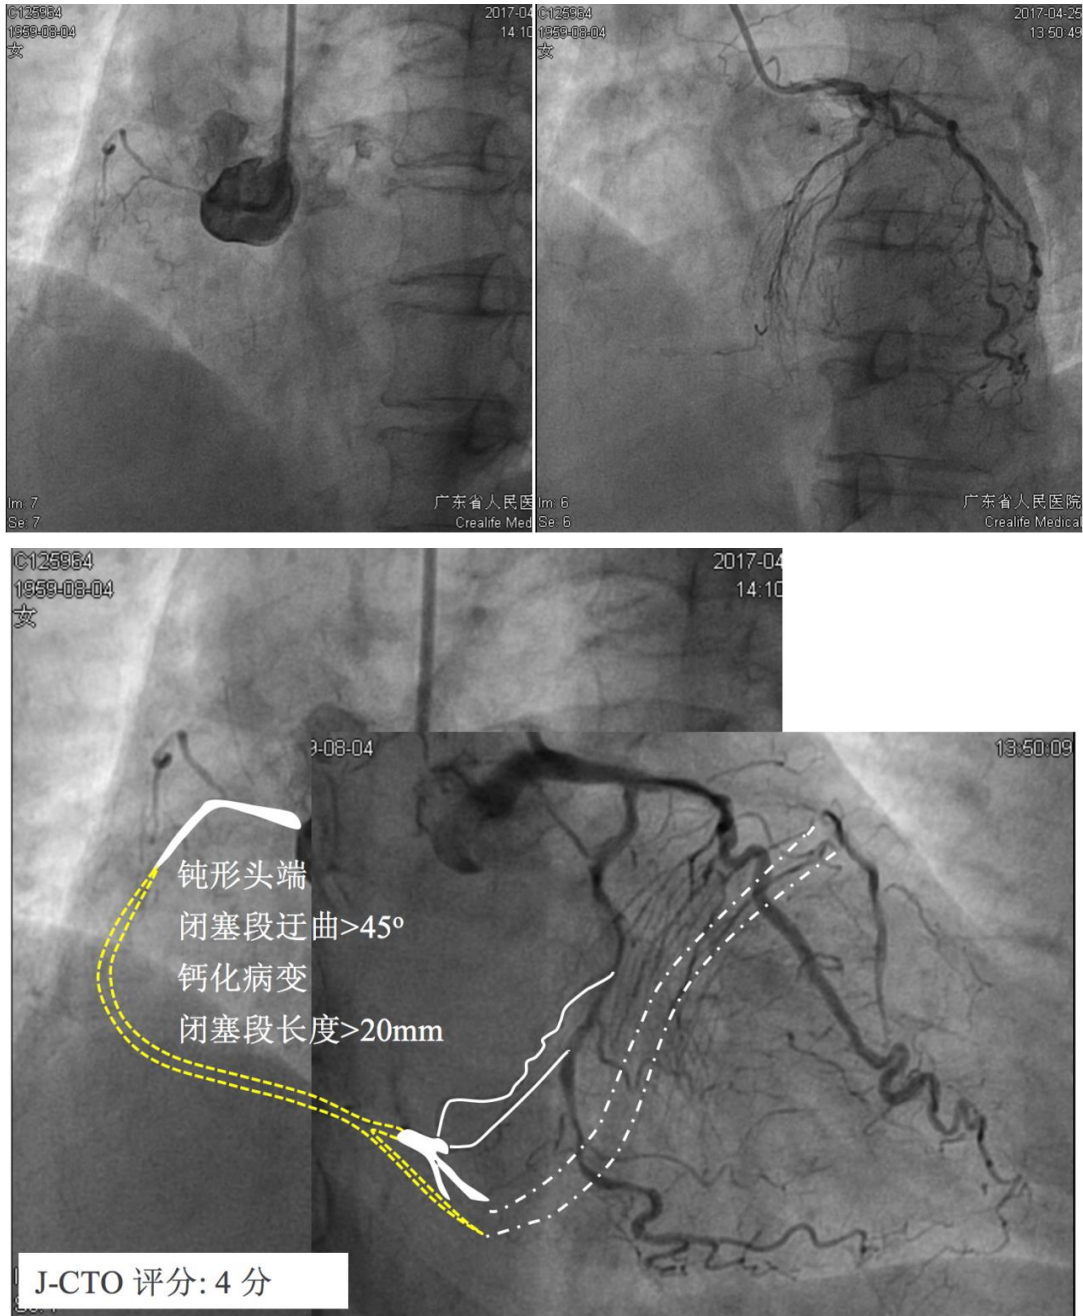 C125964
1959-08-04
女
2017-04
14:10
Im: 7
Se: 7
广东省人民医
Crealife Med
C125964
1959-08-04
女
2017-04-25
13:50:49
Im: 6
Se: 6
广东省人民医院
Crealife Medical
C125964
1959-08-04
女
2017-04
14:10
9-08-04
13:50:09
钝形头端
闭塞段迂曲>45°
钙化病变
闭塞段长度>20mm
J-CTO 评分: 4 分